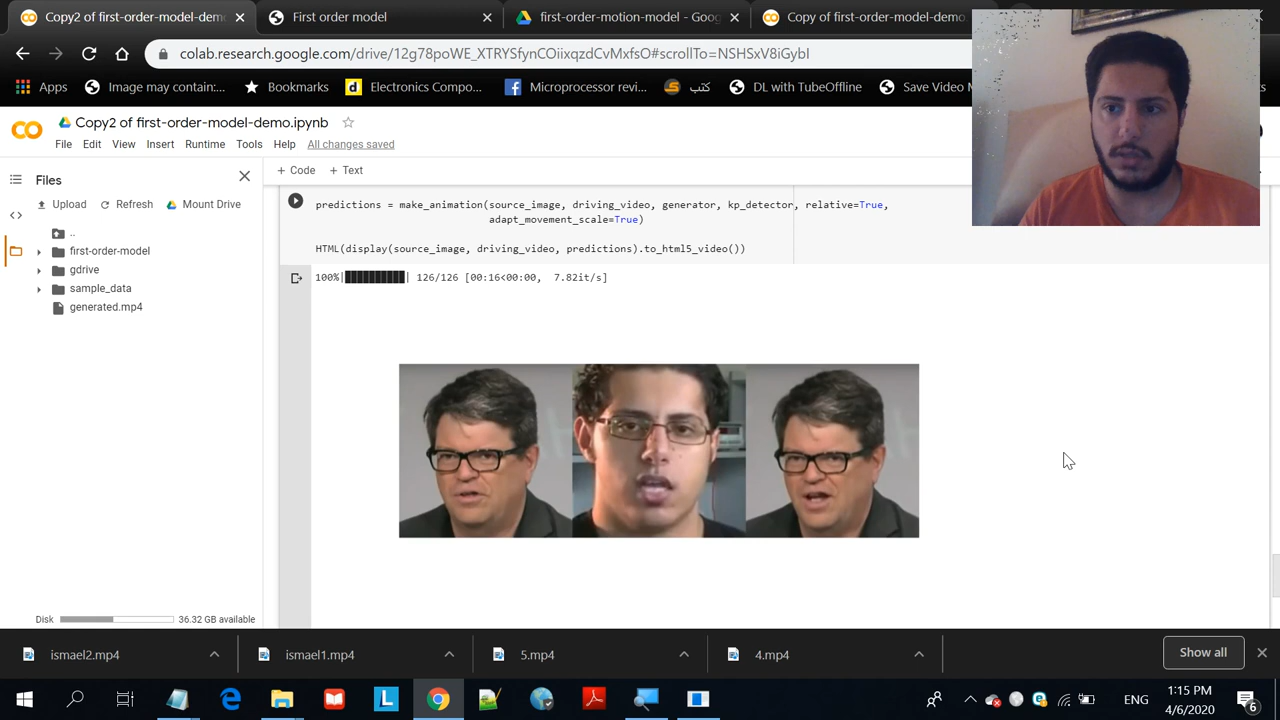 Copy2 of first-order-model-demo
First order model
first-order-motion-model - Goog
Copy of first-order-model-demo
colab.research.google.com/drive/12g78poWE_XTRYSfynCOiixqzdCvMxfsO#scrollTo=NSHSxV8iGybI
Apps
Image may contain:...
Bookmarks
Electronics Compo...
Microprocessor revi...
كتب
DL with TubeOffline
Save Video M
Copy2 of first-order-model-demo.ipynb
File Edit View Insert Runtime Tools Help All changes saved
+ Code + Text
Files
Upload Refresh Mount Drive
..
first-order-model
gdrive
sample_data
generated.mp4
predictions = make_animation(source_image, driving_video, generator, kp_detector, relative=True,
adapt_movement_scale=True)
HTML(display(source_image, driving_video, predictions).to_html5_video())
100%|██████████| 126/126 [00:16<00:00, 7.82it/s]
Disk 36.32 GB available
ismael2.mp4
ismael1.mp4
5.mp4
4.mp4
Show all
ENG
1:15 PM
4/6/2020
6